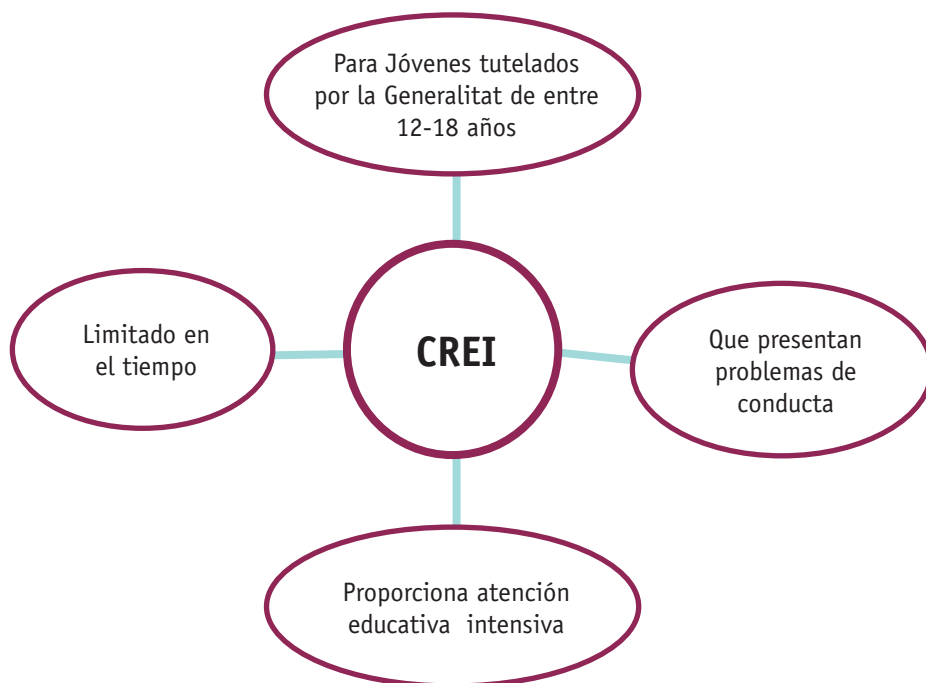 Para Jóvenes tutelados
por la Generalitat de entre
12-18 años
Limitado en
el tiempo
CREI
Que presentan
problemas de
conducta
Proporciona atención
educativa intensiva